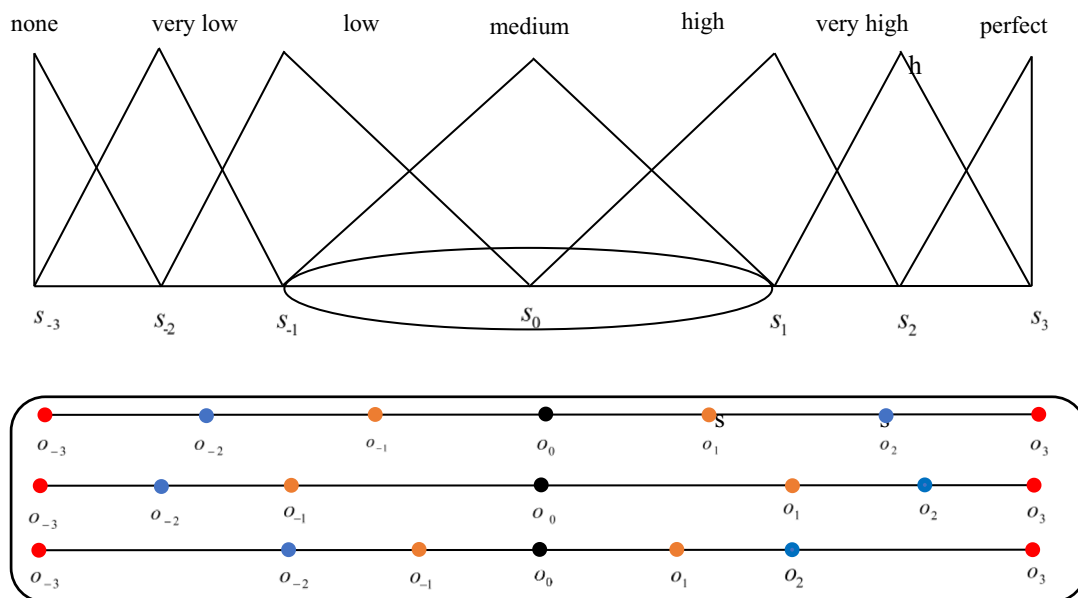 none very low low medium high very high perfect
h
s-3 s-2 s-1 s0 s1 s2 s3
s s
o−3 o−2 o−1 o0 o1 o2 o3
o−3 o−2 o−1 o0 o1 o2 o3
o−3 o−2 o−1 o0 o1 o2 o3